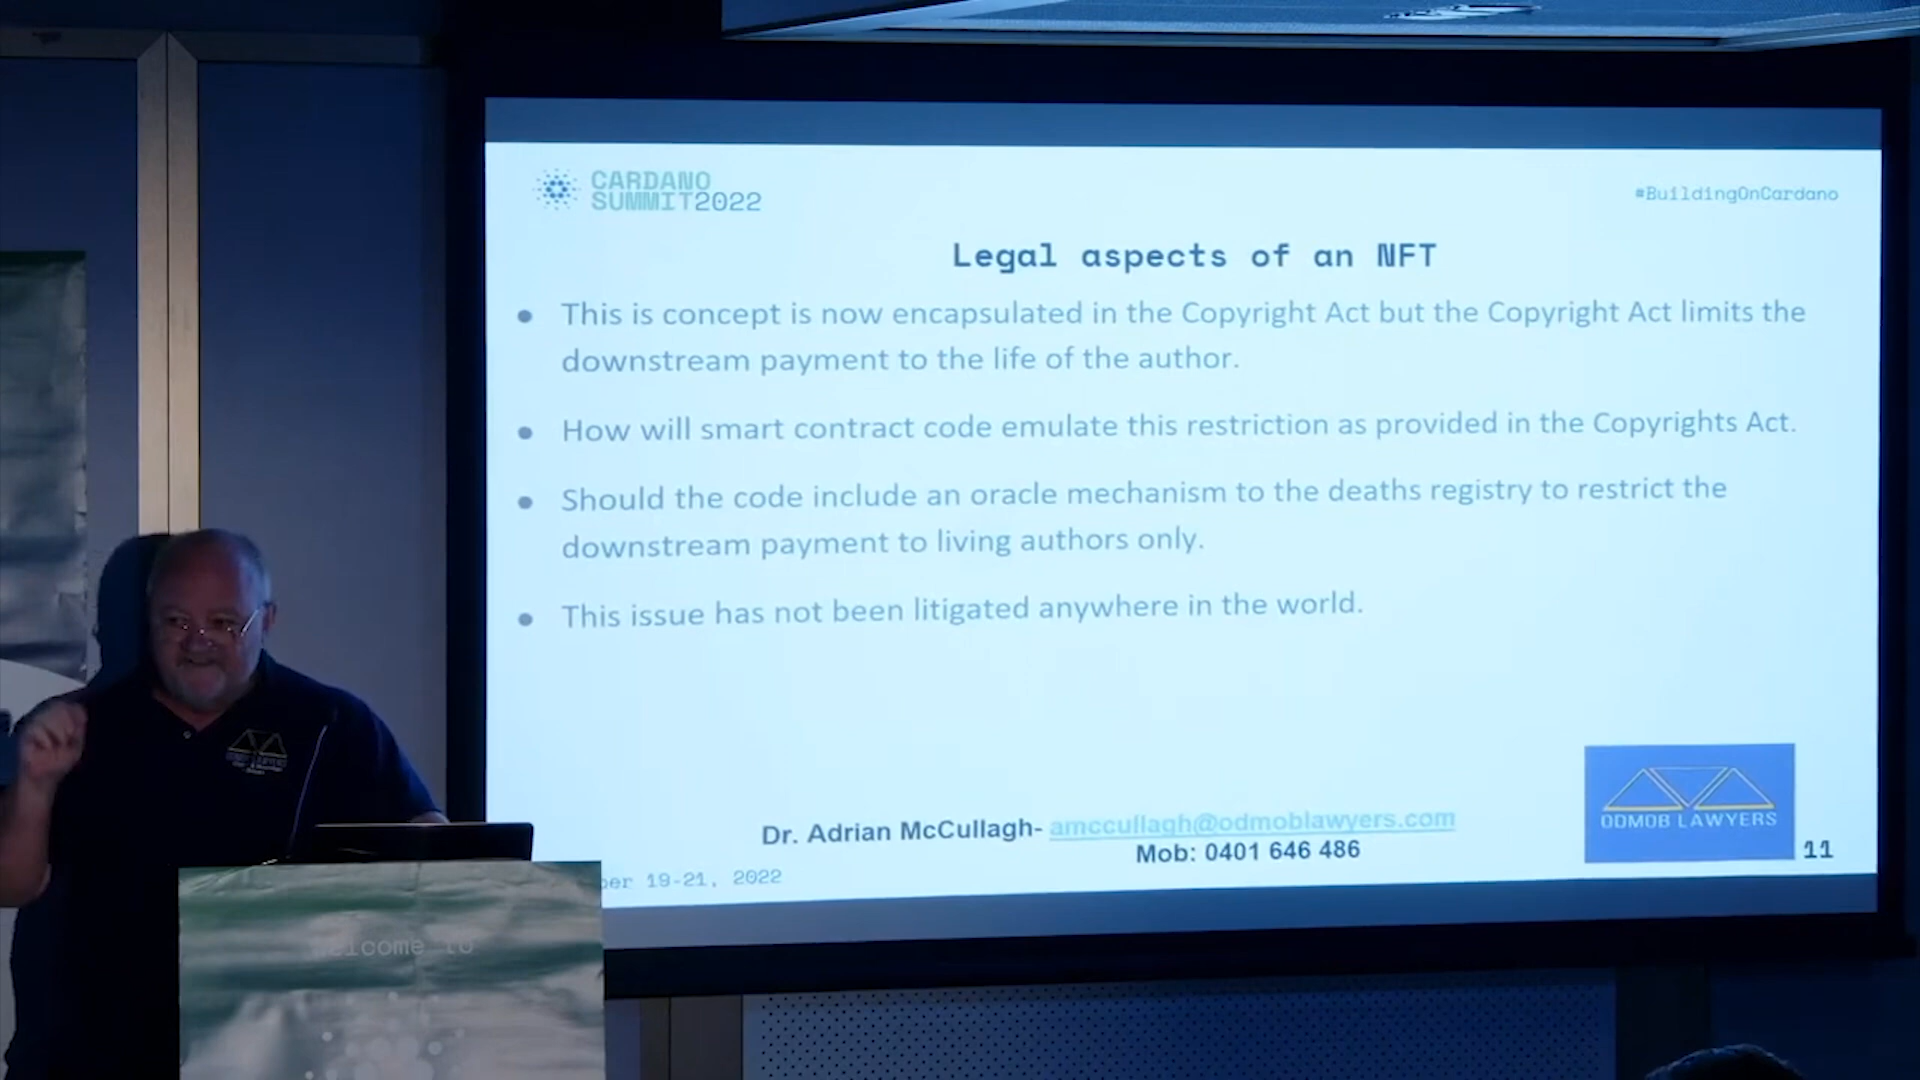 CARDANO
SUMMIT2022
#BuildingOnCardano
Legal aspects of an NFT
• This is concept is now encapsulated in the Copyright Act but the Copyright Act limits the
downstream payment to the life of the author.
• How will smart contract code emulate this restriction as provided in the Copyrights Act.
• Should the code include an oracle mechanism to the deaths registry to restrict the
downstream payment to living authors only.
• This issue has not been litigated anywhere in the world.
Dr. Adrian McCullagh- amccullagh@odmoblawyers.com
Mob: 0401 646 486
ODMOB LAWYERS
11
19-21, 2022
ODMOB LAWYERS